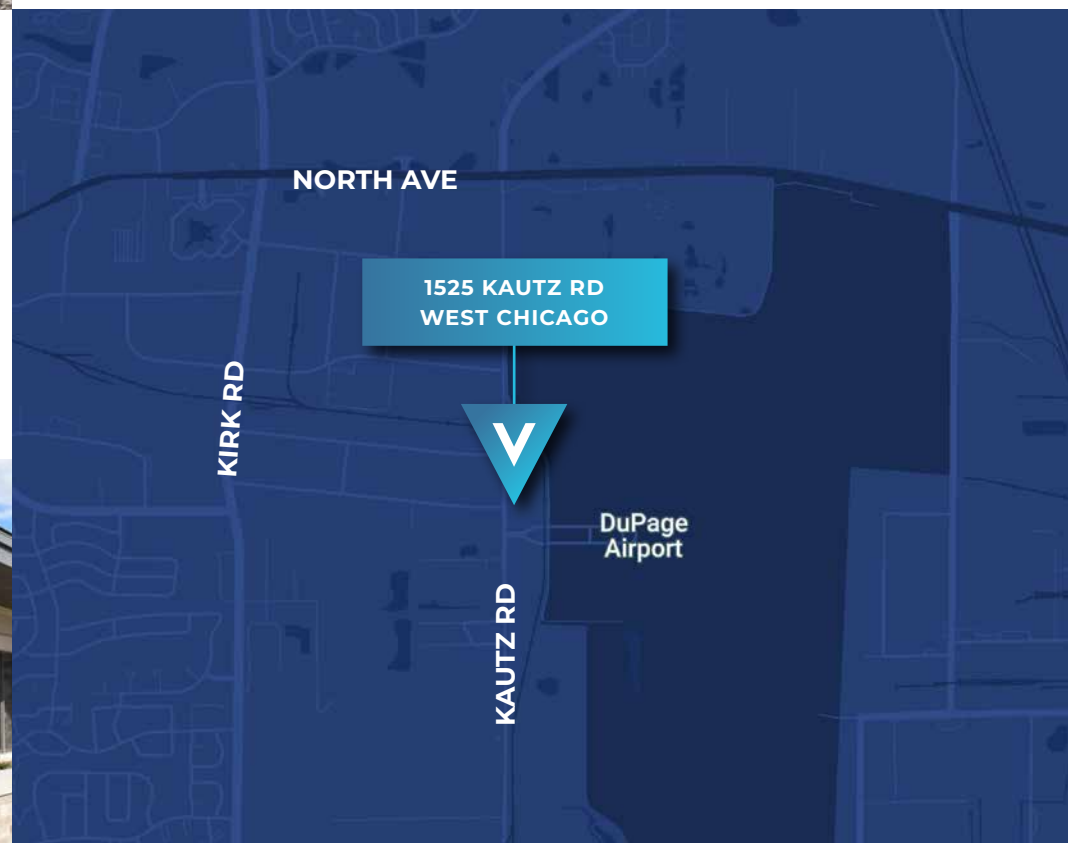 NORTH AVE
1525 KAUTZ RD
WEST CHICAGO
KIRK RD
V
DuPage
Airport
KAUTZ RD